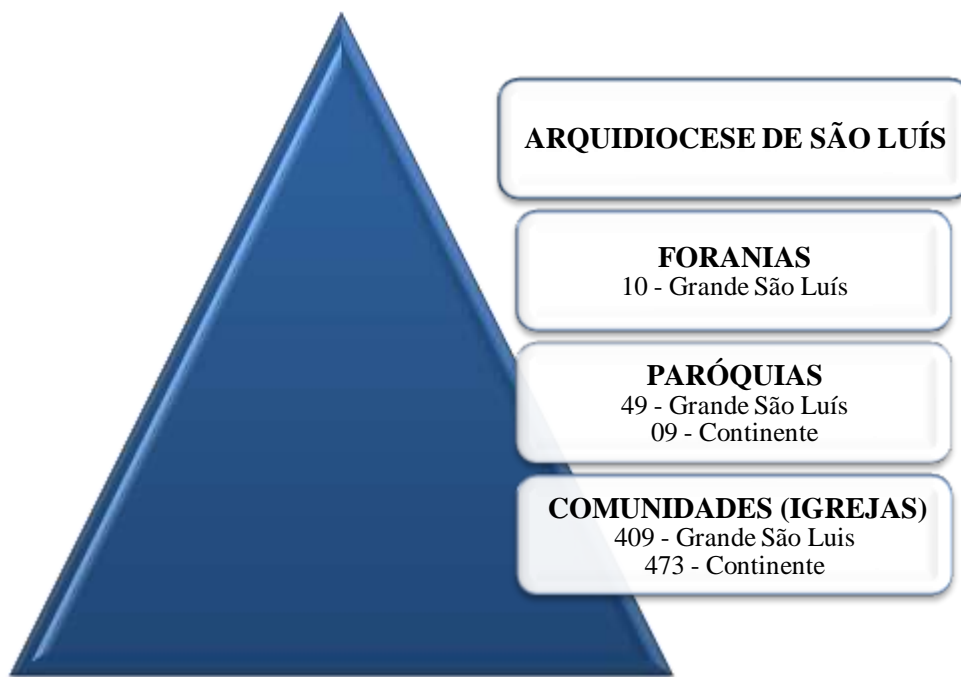 ARQUIDIOCESE DE SÃO LUÍS
FORANIAS
10 - Grande São Luís
PARÓQUIAS
49 - Grande São Luís
09 - Continente
COMUNIDADES (IGREJAS)
409 - Grande São Luis
473 - Continente